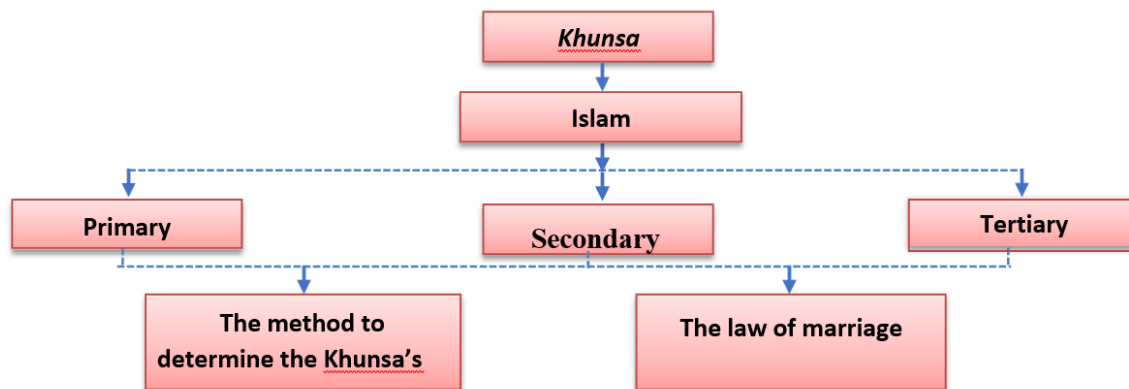 Khunsa
Islam
Primary
Secondary
Tertiary
The method to
determine the Khunsa's
The law of marriage